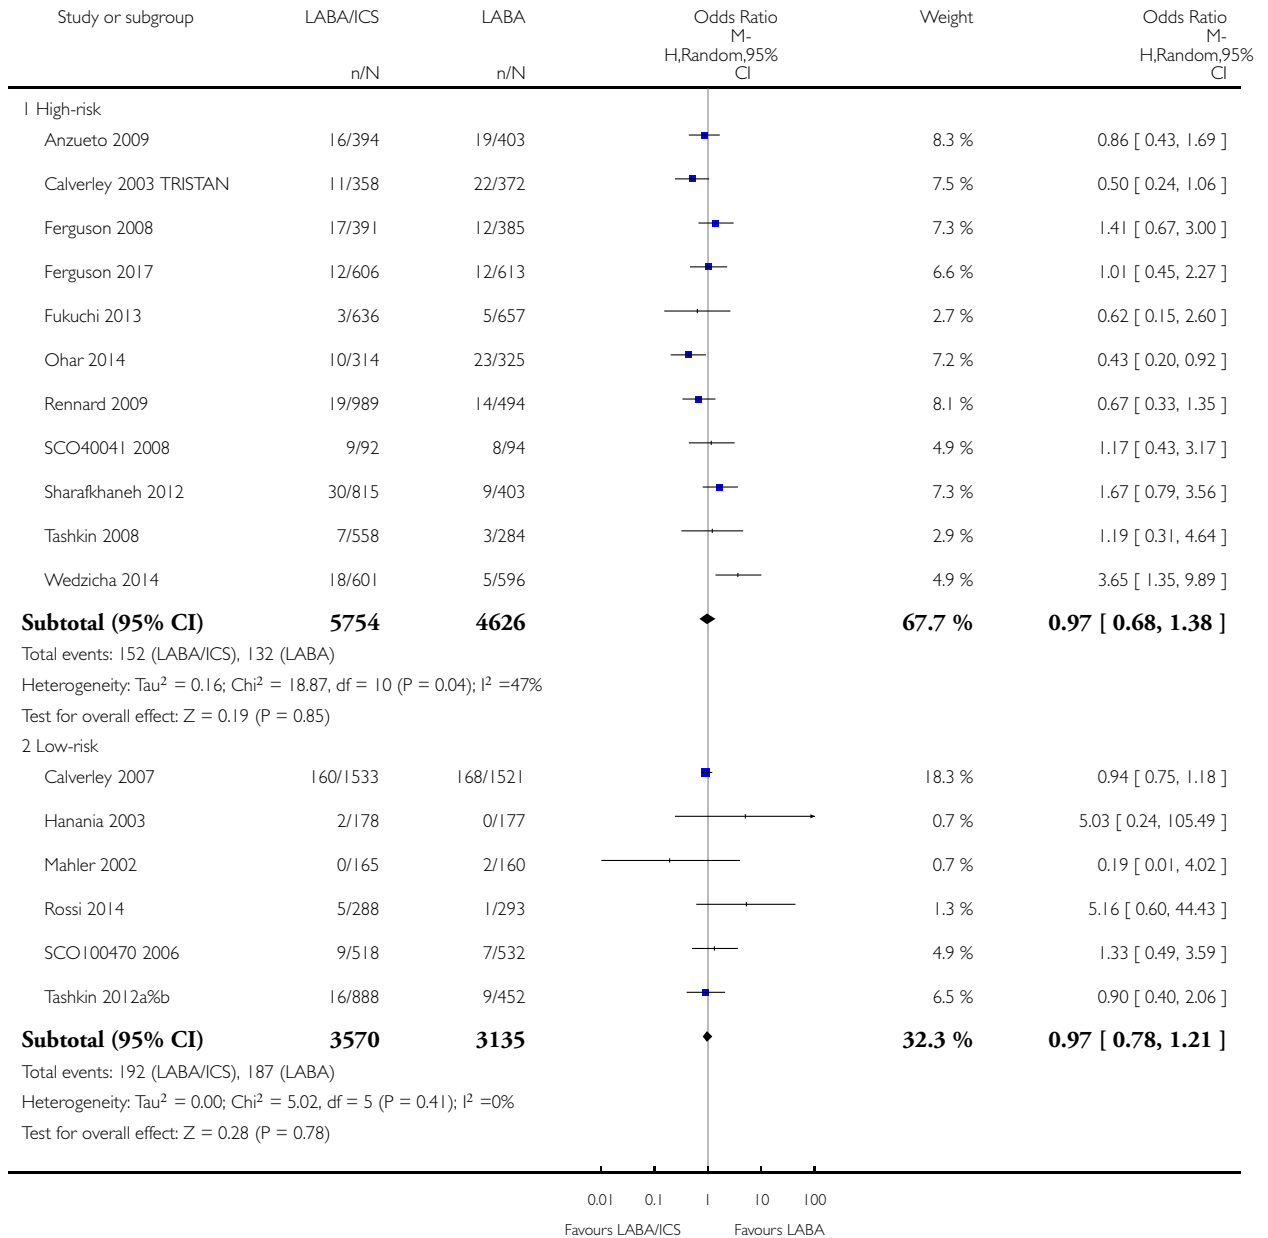 Study or subgroup LABA/ICS LABA Odds Ratio Weight Odds Ratio
M- M-
H,Random,95% H,Random,95%
n/N n/N CI CI
1 High-risk
Anzueto 2009 16/394 19/403 8.3 % 0.86 [ 0.43, 1.69 ]
Calverley 2003 TRISTAN 11/358 22/372 7.5 % 0.50 [ 0.24, 1.06 ]
Ferguson 2008 17/391 12/385 7.3 % 1.41 [ 0.67, 3.00 ]
Ferguson 2017 12/606 12/613 6.6 % 1.01 [ 0.45, 2.27 ]
Fukuchi 2013 3/636 5/657 2.7 % 0.62 [ 0.15, 2.60 ]
Ohar 2014 10/314 23/325 7.2 % 0.43 [ 0.20, 0.92 ]
Rennard 2009 19/989 14/494 8.1 % 0.67 [ 0.33, 1.35 ]
SCO40041 2008 9/92 8/94 4.9 % 1.17 [ 0.43, 3.17 ]
Sharafkhaneh 2012 30/815 9/403 7.3 % 1.67 [ 0.79, 3.56 ]
Tashkin 2008 7/558 3/284 2.9 % 1.19 [ 0.31, 4.64 ]
Wedzicha 2014 18/601 5/596 4.9 % 3.65 [ 1.35, 9.89 ]
Subtotal (95% CI) 5754 4626 67.7 % 0.97 [ 0.68, 1.38 ]
Total events: 152 (LABA/ICS), 132 (LABA)
Heterogeneity: Tau² = 0.16; Chi² = 18.87, df = 10 (P = 0.04); I² =47%
Test for overall effect: Z = 0.19 (P = 0.85)
2 Low-risk
Calverley 2007 160/1533 168/1521 18.3 % 0.94 [ 0.75, 1.18 ]
Hanania 2003 2/178 0/177 0.7 % 5.03 [ 0.24, 105.49 ]
Mahler 2002 0/165 2/160 0.7 % 0.19 [ 0.01, 4.02 ]
Rossi 2014 5/288 1/293 1.3 % 5.16 [ 0.60, 44.43 ]
SCO100470 2006 9/518 7/532 4.9 % 1.33 [ 0.49, 3.59 ]
Tashkin 2012a%b 16/888 9/452 6.5 % 0.90 [ 0.40, 2.06 ]
Subtotal (95% CI) 3570 3135 32.3 % 0.97 [ 0.78, 1.21 ]
Total events: 192 (LABA/ICS), 187 (LABA)
Heterogeneity: Tau² = 0.00; Chi² = 5.02, df = 5 (P = 0.41); I² =0%
Test for overall effect: Z = 0.28 (P = 0.78)
0.01 0.1 1 10 100
Favours LABA/ICS Favours LABA